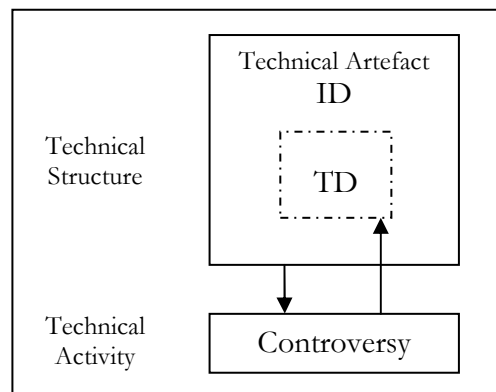 Technical Artefact
ID
Technical
Structure
TD
Technical
Activity
Controversy